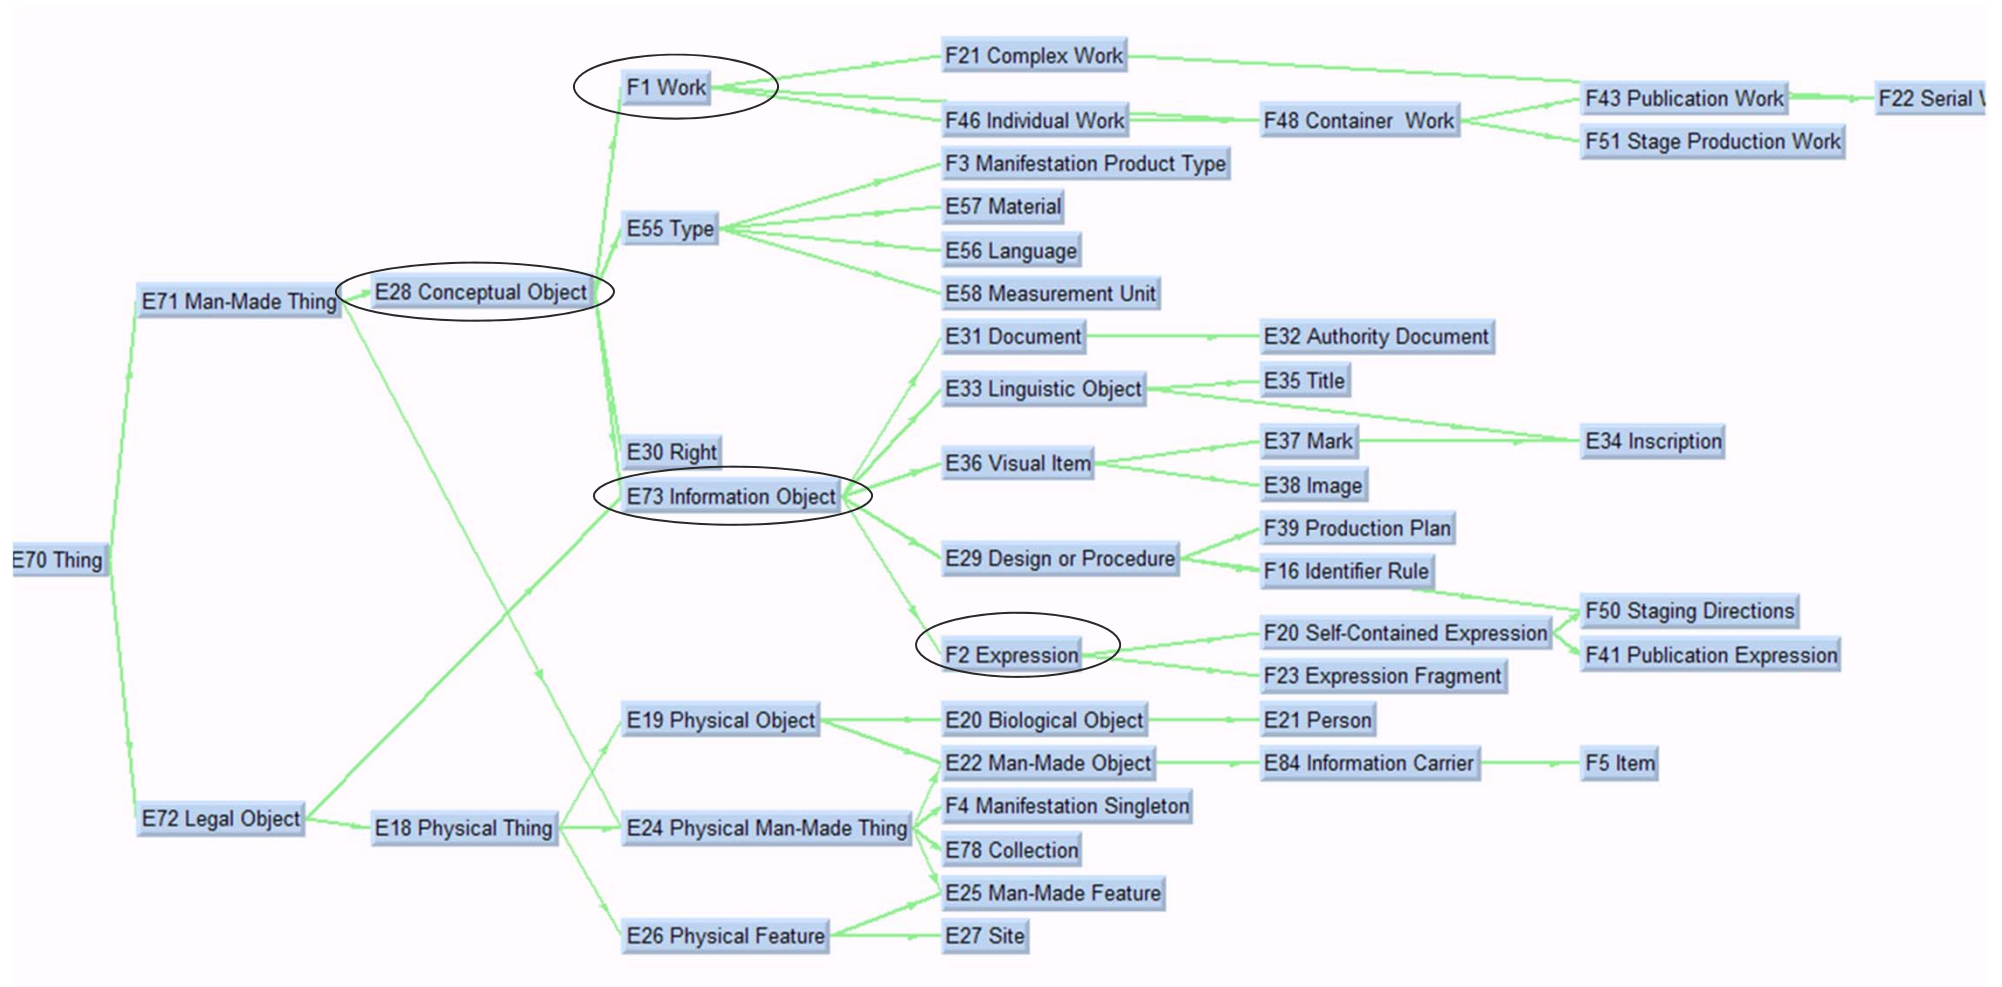 F21 Complex Work
F1 Work
F43 Publication Work
F22 Serial
F46 Individual Work
F48 Container Work
F51 Stage Production Work
F3 Manifestation Product Type
E57 Material
E55 Type
E56 Language
E71 Man-Made Thing
E28 Conceptual Object
E58 Measurement Unit
E31 Document
E32 Authority Document
E33 Linguistic Object
E35 Title
E30 Right
E37 Mark
E34 Inscription
E36 Visual Item
E38 Image
E73 Information Object
F39 Production Plan
E70 Thing
E29 Design or Procedure
F16 Identifier Rule
F50 Staging Directions
F20 Self-Contained Expression
F2 Expression
F41 Publication Expression
F23 Expression Fragment
E19 Physical Object
E20 Biological Object
E21 Person
E22 Man-Made Object
E84 Information Carrier
F5 Item
F4 Manifestation Singleton
E72 Legal Object
E18 Physical Thing
E24 Physical Man-Made Thing
E78 Collection
E25 Man-Made Feature
E26 Physical Feature
E27 Site